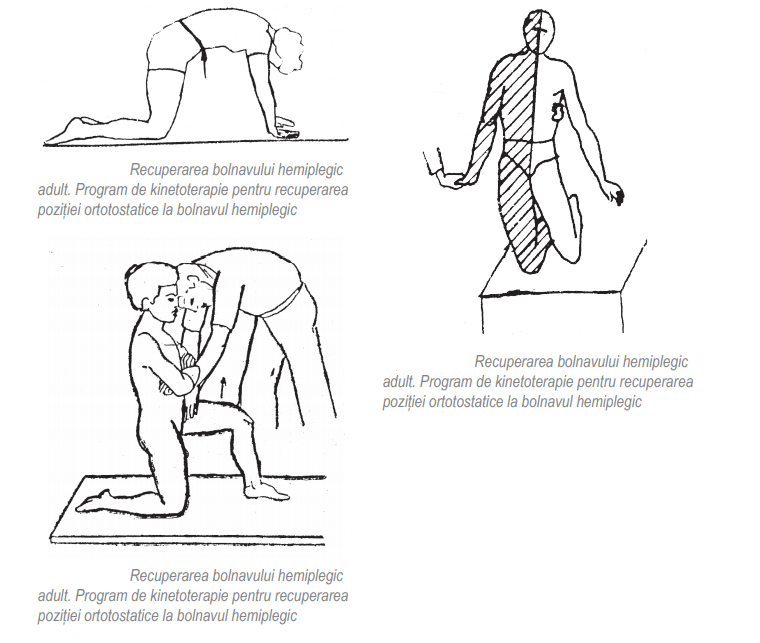 Recuperarea bolnavului hemiplegic
adult. Program de kinetoterapie pentru recuperarea
poziției ortotostatice la bolnavul hemiplegic
Recuperarea bolnavului hemiplegic
adult. Program de kinetoterapie pentru recuperarea
poziției ortotostatice la bolnavul hemiplegic
Recuperarea bolnavului hemiplegic
adult. Program de kinetoterapie pentru recuperarea
poziției ortotostatice la bolnavul hemiplegic